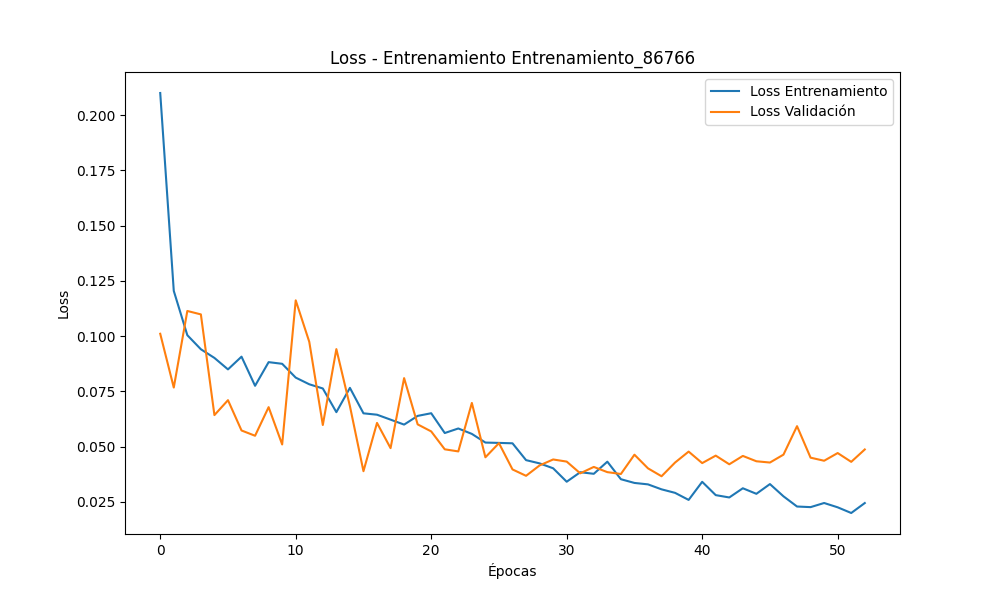 Loss - Entrenamiento Entrenamiento_86766
Loss Entrenamiento
Loss Validación
0.200
0.175
0.150
0.125
0.100
0.075
0.050
0.025
Loss
0 10 20 30 40 50
Épocas